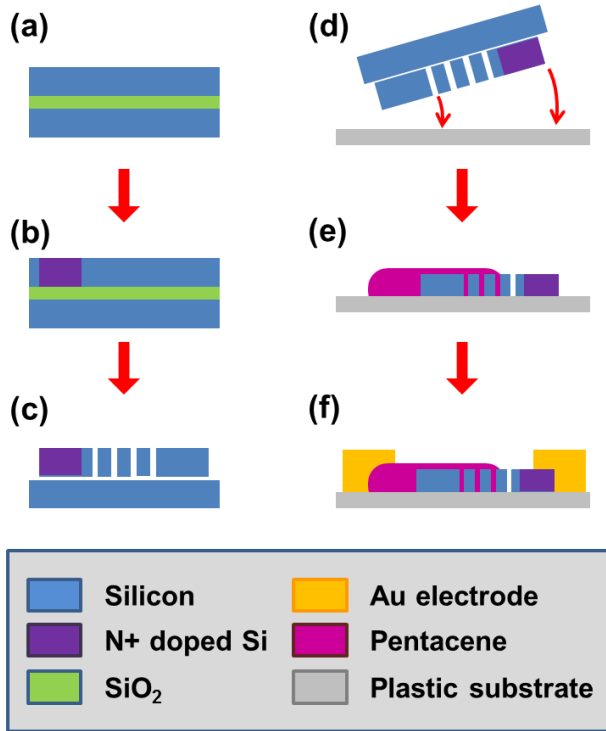 (a)
(d)
(b)
(e)
(c)
(f)
Silicon
Au electrode
N+ doped Si
Pentacene
SiO₂
Plastic substrate